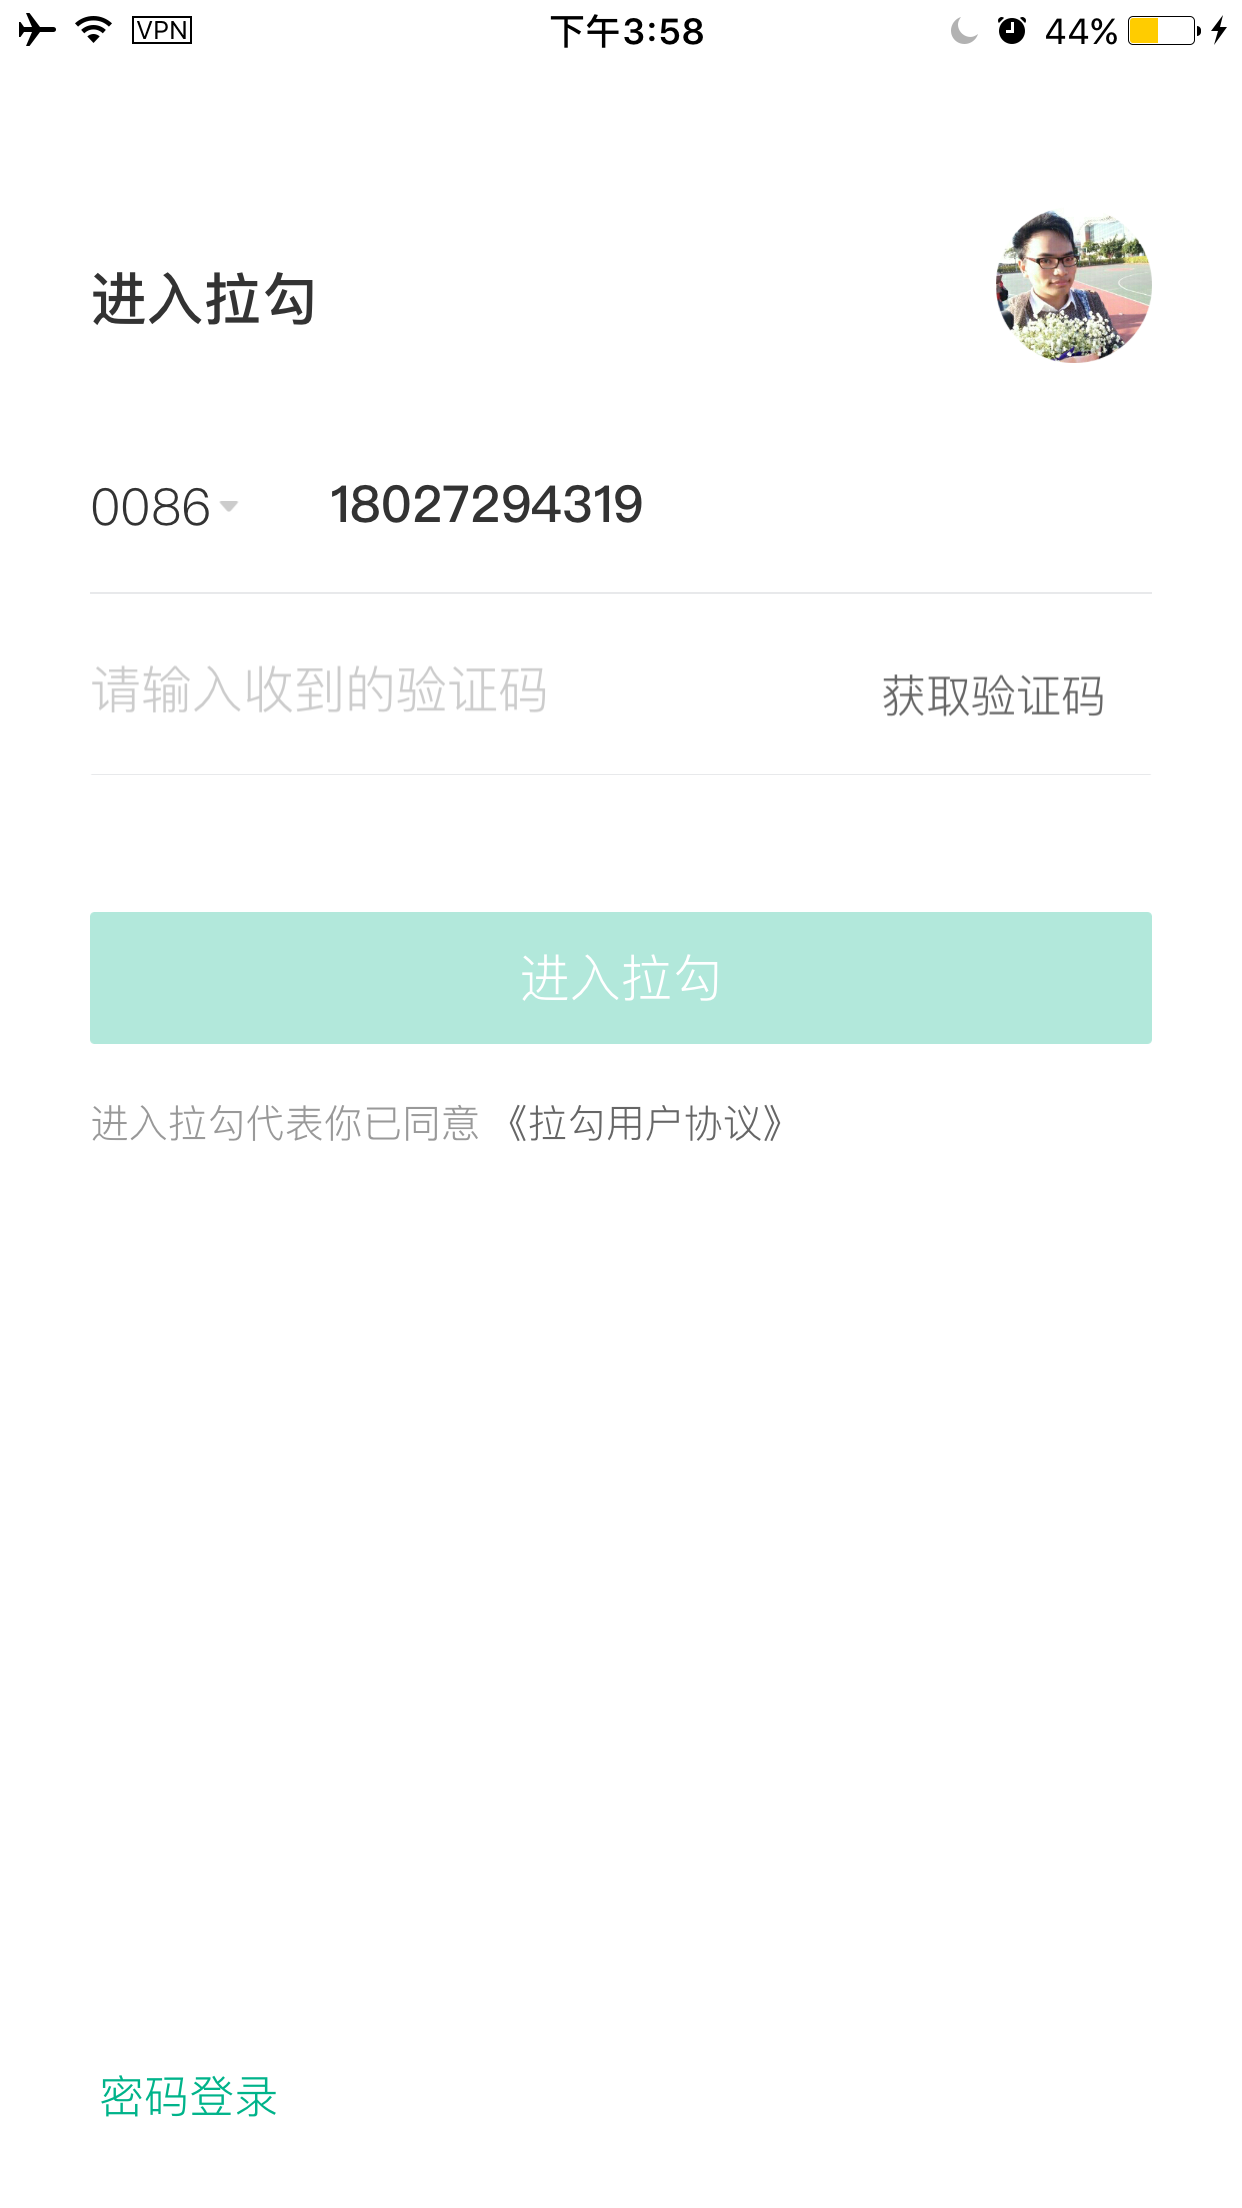 VPN 下午3:58 44%
进入拉勾
0086 18027294319
请输入收到的验证码 获取验证码
进入拉勾
进入拉勾代表你已同意 《拉勾用户协议》
密码登录